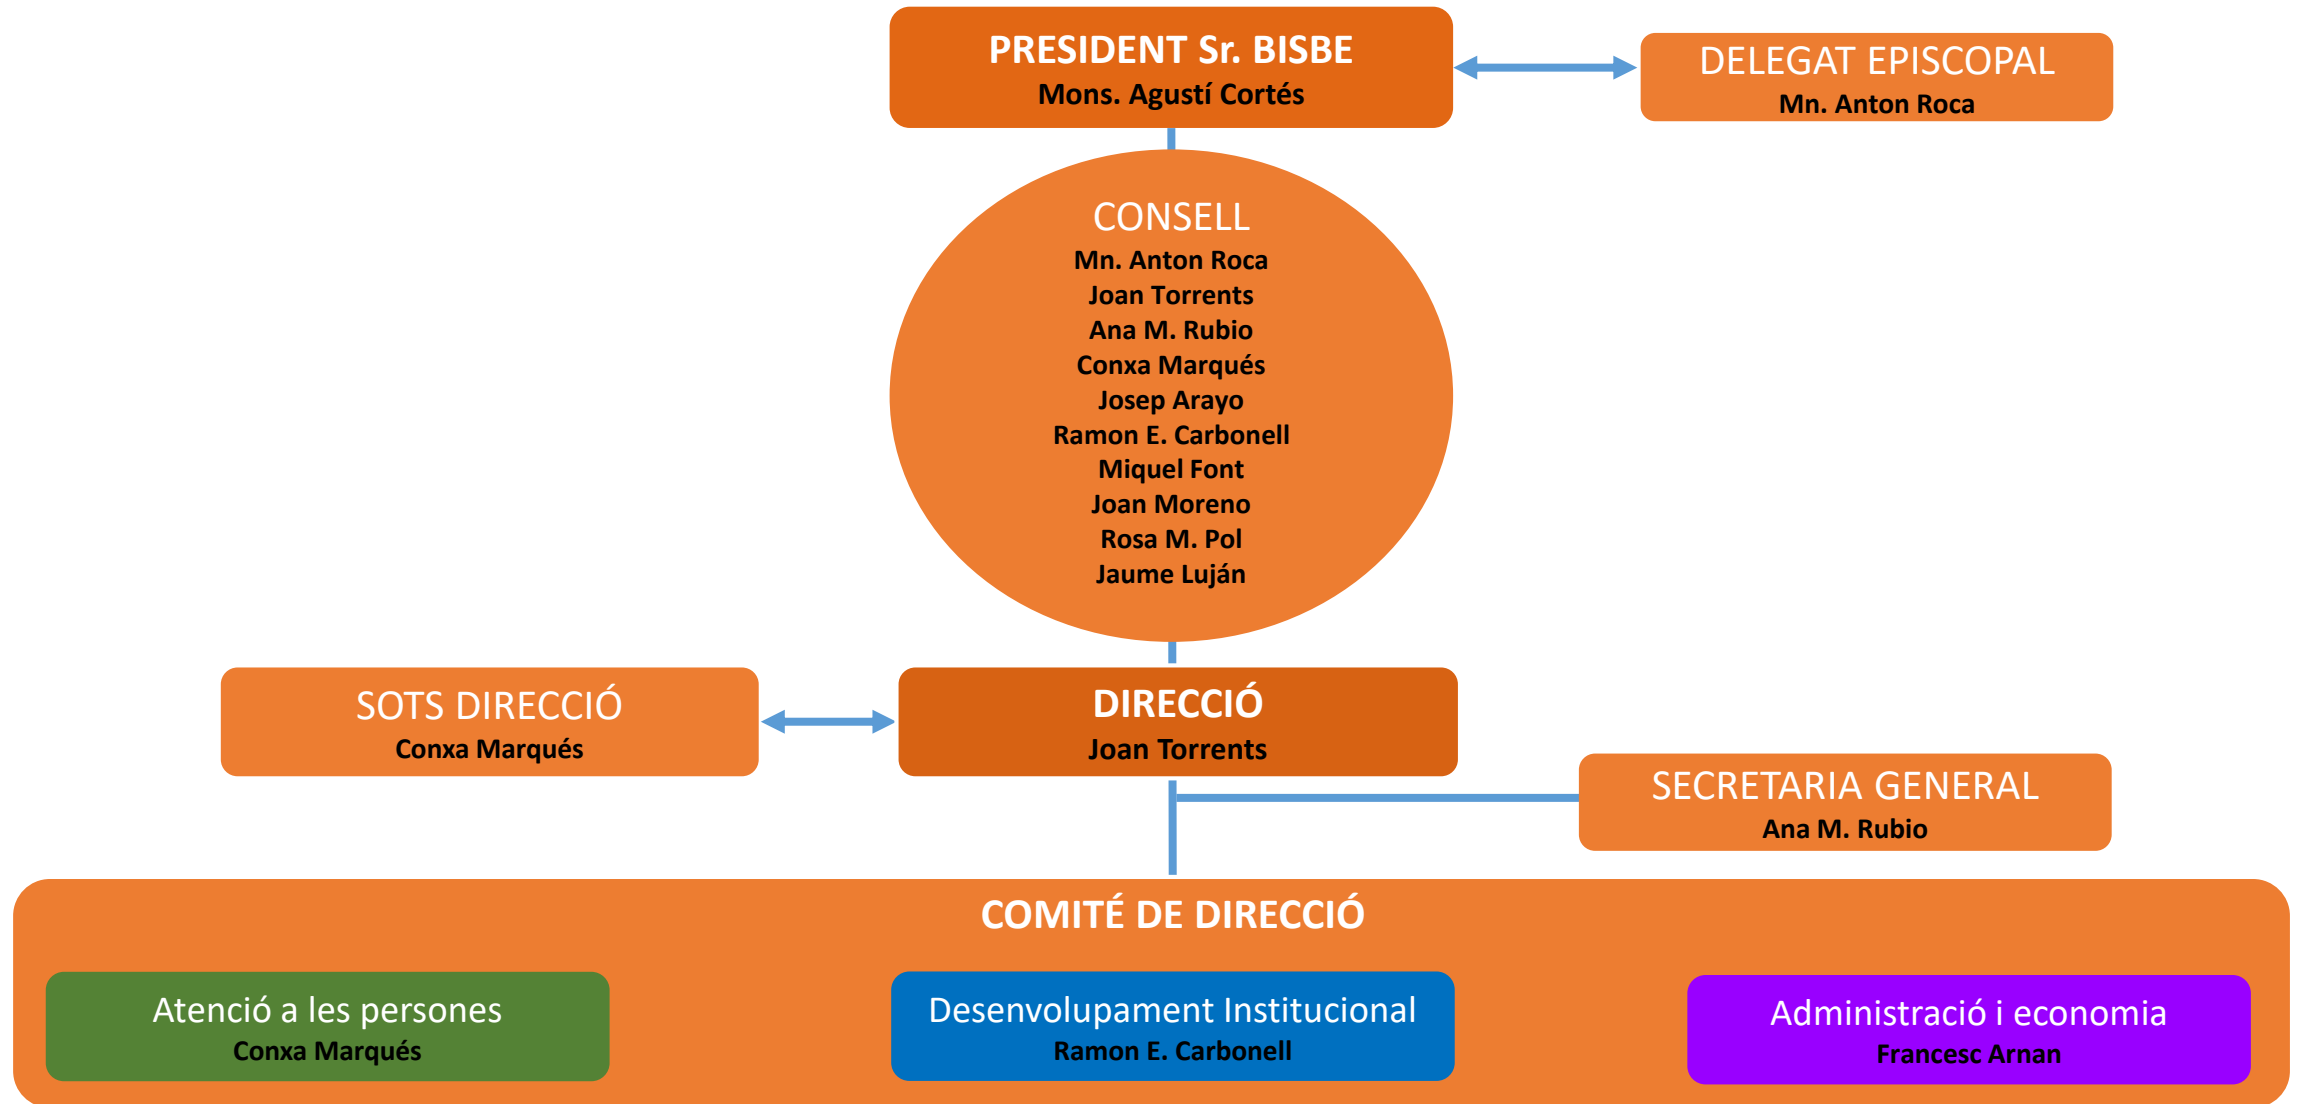 PRESIDENT Sr. BISBE
Mons. Agustí Cortés
DELEGAT EPISCOPAL
Mn. Anton Roca
CONSELL
Mn. Anton Roca
Joan Torrents
Ana M. Rubio
Conxa Marqués
Josep Arayo
Ramon E. Carbonell
Miquel Font
Joan Moreno
Rosa M. Pol
Jaume Luján
SOTS DIRECCIÓ
Conxa Marqués
DIRECCIÓ
Joan Torrents
SECRETARIA GENERAL
Ana M. Rubio
COMITÉ DE DIRECCIÓ
Atenció a les persones
Conxa Marqués
Desenvolupament Institucional
Ramon E. Carbonell
Administració i economia
Francesc Arnan